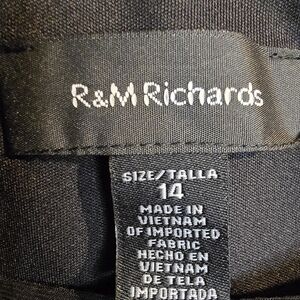 R&M Richards
SIZE/TALLA
14
MADE IN
VIETNAM
OF IMPORTED
FABRIC
HECHO EN
VIETNAM
DE TELA
IMPORTADA